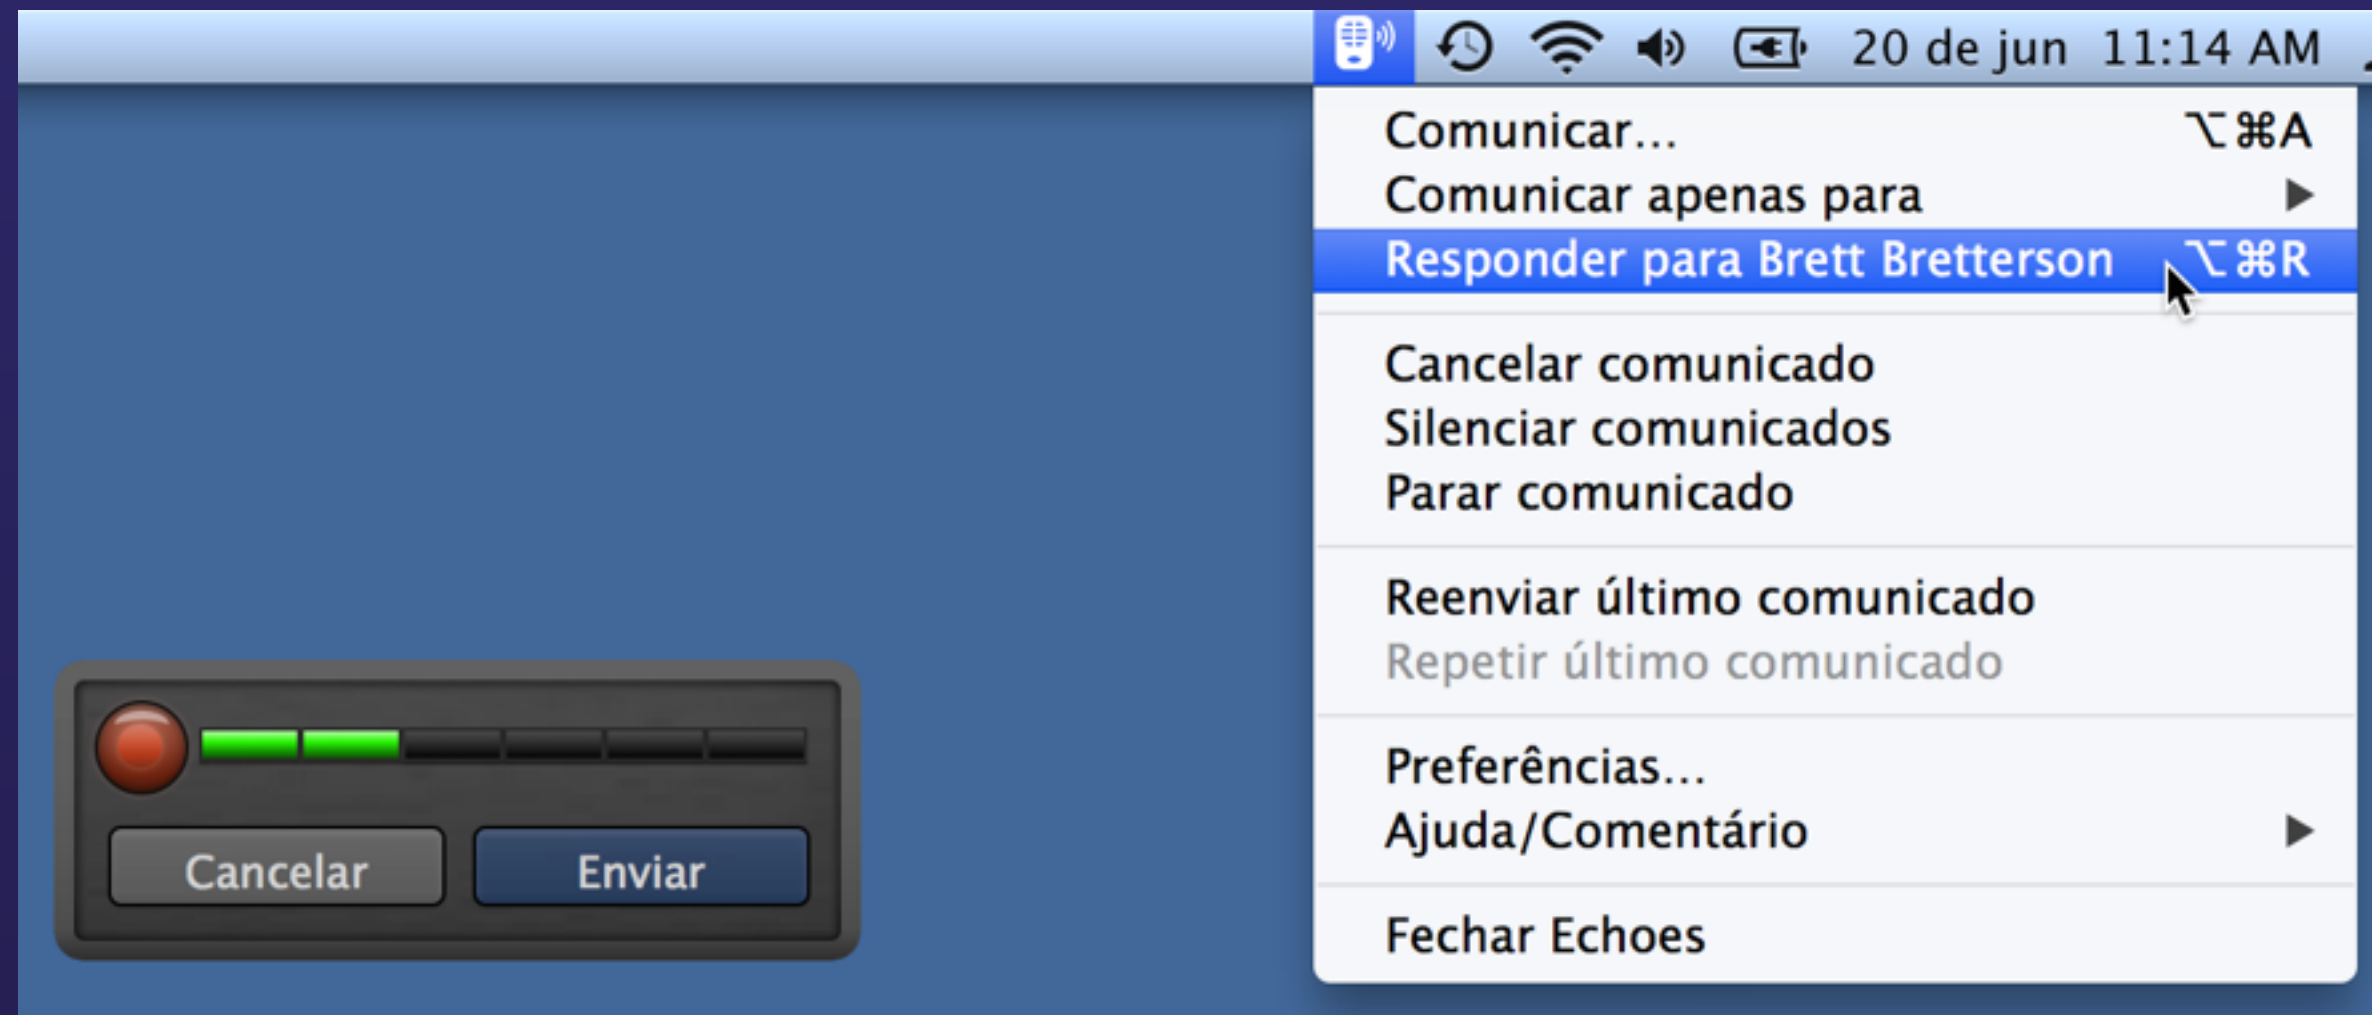 20 de jun 11:14 AM
Comunicar... ⌥⌘A
Comunicar apenas para ▶
Responder para Brett Bretterson ⌥⌘R
Cancelar comunicado
Silenciar comunicados
Parar comunicado
Reenviar último comunicado
Repetir último comunicado
Preferências...
Ajuda/Comentário ▶
Fechar Echoes
Cancelar Enviar